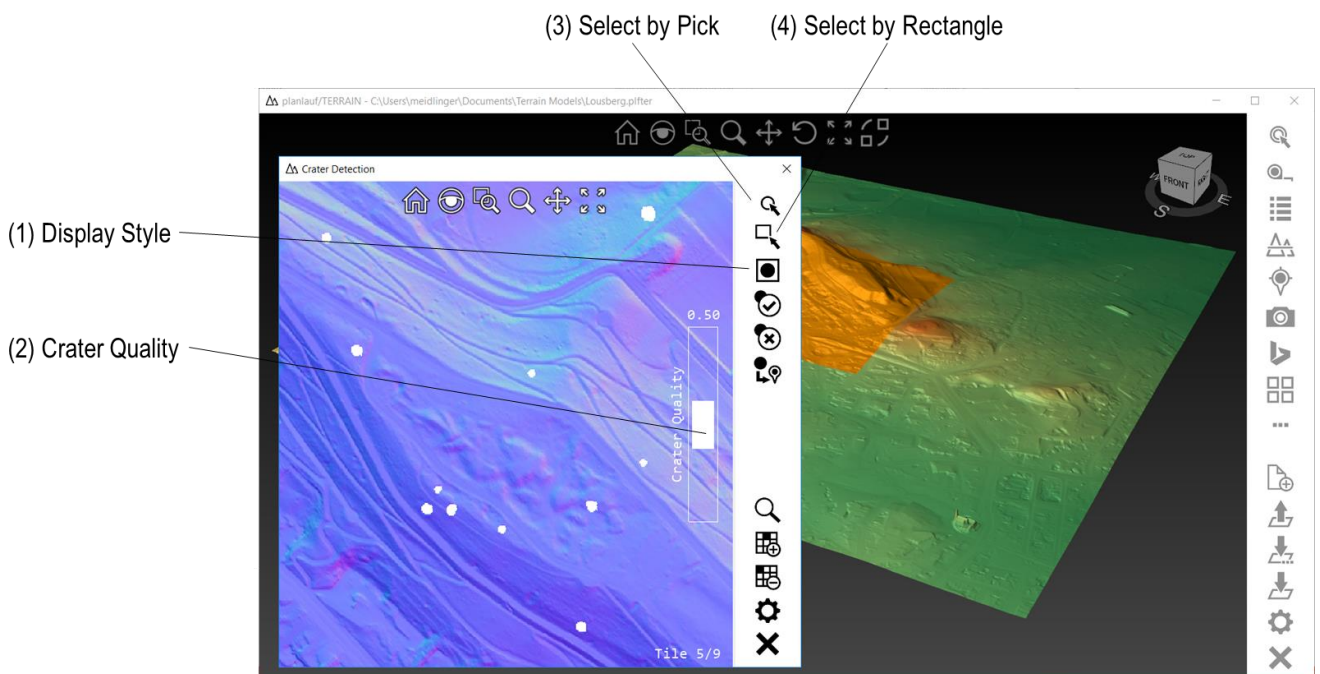 (3) Select by Pick
(4) Select by Rectangle
planlauf/TERRAIN - C:\Users\meidlinger\Documents\Terrain Models\Lousberg.plfter
Crater Detection
TOP
FRONT
W
S
E
(1) Display Style
0.50
(2) Crater Quality
Crater Quality
Tile 5/9